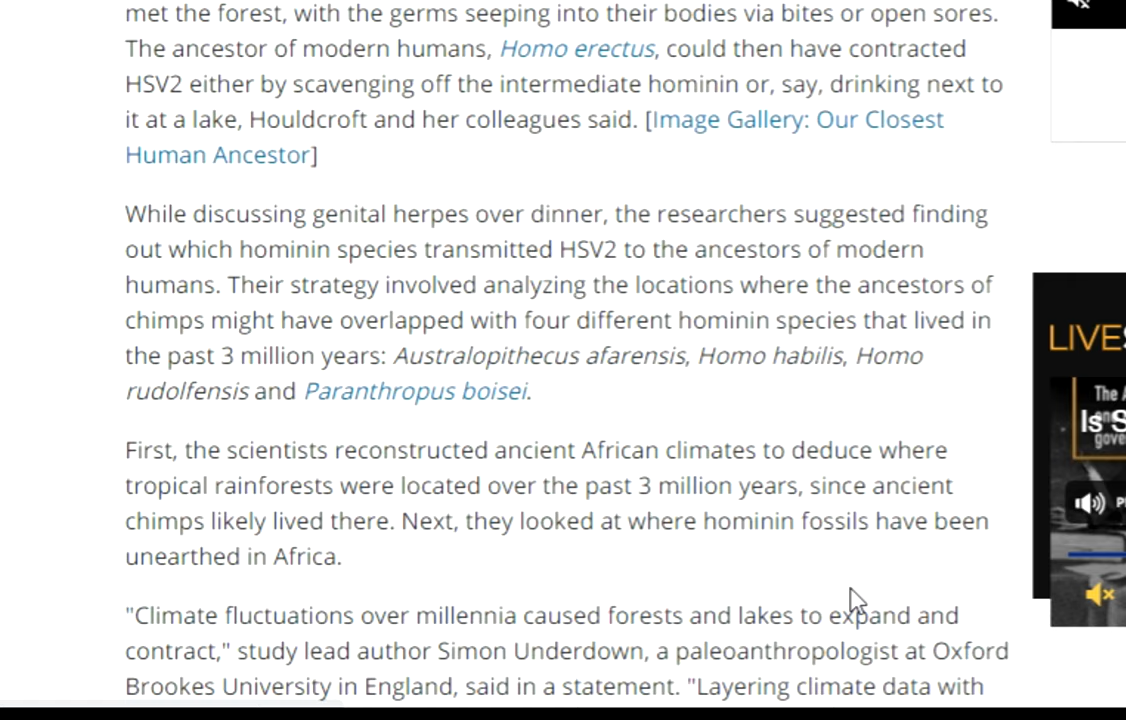 met the forest, with the germs seeping into their bodies via bites or open sores.
The ancestor of modern humans, Homo erectus, could then have contracted
HSV2 either by scavenging off the intermediate hominin or, say, drinking next to
it at a lake, Houldcroft and her colleagues said. [Image Gallery: Our Closest
Human Ancestor]
While discussing genital herpes over dinner, the researchers suggested finding
out which hominin species transmitted HSV2 to the ancestors of modern
humans. Their strategy involved analyzing the locations where the ancestors of
chimps might have overlapped with four different hominin species that lived in
the past 3 million years: Australopithecus afarensis, Homo habilis, Homo
rudolfensis and Paranthropus boisei.
First, the scientists reconstructed ancient African climates to deduce where
tropical rainforests were located over the past 3 million years, since ancient
chimps likely lived there. Next, they looked at where hominin fossils have been
unearthed in Africa.
"Climate fluctuations over millennia caused forests and lakes to expand and
contract," study lead author Simon Underdown, a paleoanthropologist at Oxford
Brookes University in England, said in a statement. "Layering climate data with
LIVE
The
Is S
gove